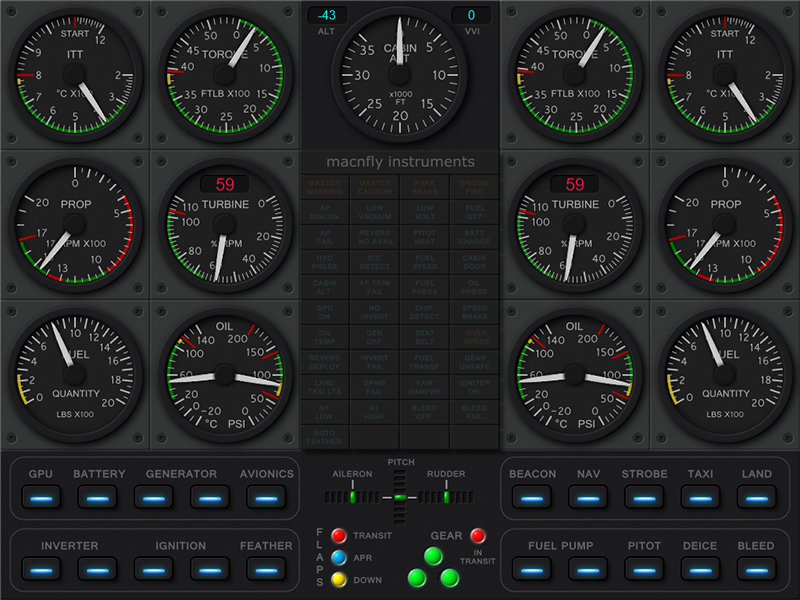 START
12
ITT
9
8
7
6
5
3
2
°C X100
0
5
10
15
20
25
30
35
40
45
50
TORQUE
FTLB X100
-43
ALT
0
VVI
5
10
15
20
25
30
35
CABIN
ALT
x1000
FT
0
5
10
15
20
25
30
35
40
45
50
TORQUE
FTLB X100
START
12
ITT
9
8
7
6
5
3
2
°C X100
macnfly instruments
MASTER WARNING
MASTER CAUTION
PARK BRAKE
ENGINE FIRE
AP DISCON
LOW VACUUM
LOW VOLT
FUEL QTY
AP FAIL
REVERS NO AVAIL
PITOT HEAT
BATT CHARGE
HYD PRESS
ICE DETECT
FUEL XFEED
CABIN DOOR
CABIN ALT
AP TRIM FAIL
FUEL PRESS
OIL PRESS
GPU ON
NO INVERT
CHIP DETECT
SPEED BRAKE
OIL TEMP
GEN OFF
SEAT BELT
OVER SPEED
REVERS DEPLOY
INVERT FAIL
FUEL TRANSF
GEAR UNSAFE
LAND TAXI LTS
GPWS FAIL
YAW DAMPER
IGNITER ON
N1 LOW
N1 HIGH
BLEED OFF
BLEED FAIL
AUTO FEATHER
0
5
10
13
17
20
PROP
RPM X100
59
TURBINE
0
20
40
80
100
110
% RPM
59
TURBINE
0
20
40
80
100
110
% RPM
0
5
10
13
17
20
PROP
RPM X100
0
2
4
6
10
12
14
16
18
20
FUEL
QUANTITY
LBS X100
OIL
140
200
100
150
60
100
20
50
0
-20
0
°C
PSI
OIL
140
200
100
150
60
100
20
50
0
-20
0
°C
PSI
0
2
4
6
10
12
14
16
18
20
FUEL
QUANTITY
LBS X100
GPU
BATTERY
GENERATOR
AVIONICS
PITCH
AILERON
RUDDER
BEACON
NAV
STROBE
TAXI
LAND
INVERTER
IGNITION
FEATHER
FLAPS
TRANSIT
APR
DOWN
GEAR
IN
TRANSIT
FUEL PUMP
PITOT
DEICE
BLEED